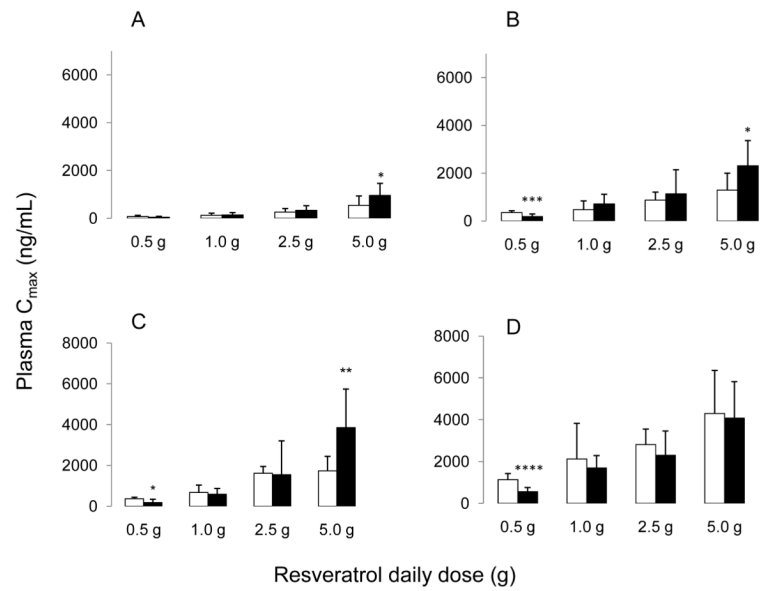 A
6000
4000
2000
0
*
0.5 g 1.0 g 2.5 g 5.0 g
B
6000
4000
2000
0
***
*
0.5 g 1.0 g 2.5 g 5.0 g
Plasma Cmax (ng/mL)
C
8000
6000
4000
2000
0
*
**
0.5 g 1.0 g 2.5 g 5.0 g
D
8000
6000
4000
2000
0
****
0.5 g 1.0 g 2.5 g 5.0 g
Resveratrol daily dose (g)